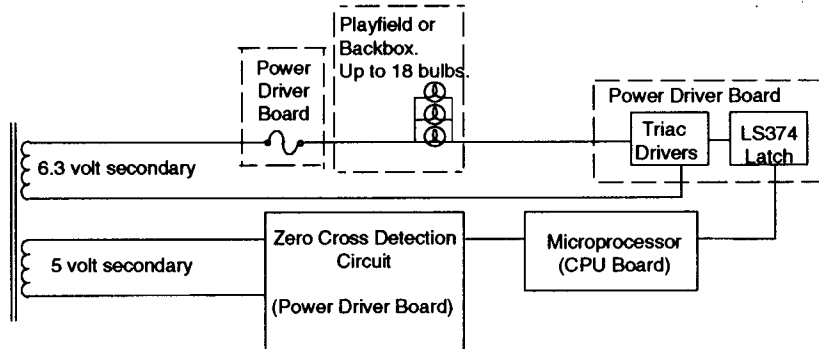 Playfield or
Backbox.
Up to 18 bulbs.
Power
Driver
Board
Power Driver Board
Triac
Drivers
LS374
Latch
6.3 volt secondary
5 volt secondary
Zero Cross Detection
Circuit
(Power Driver Board)
Microprocessor
(CPU Board)